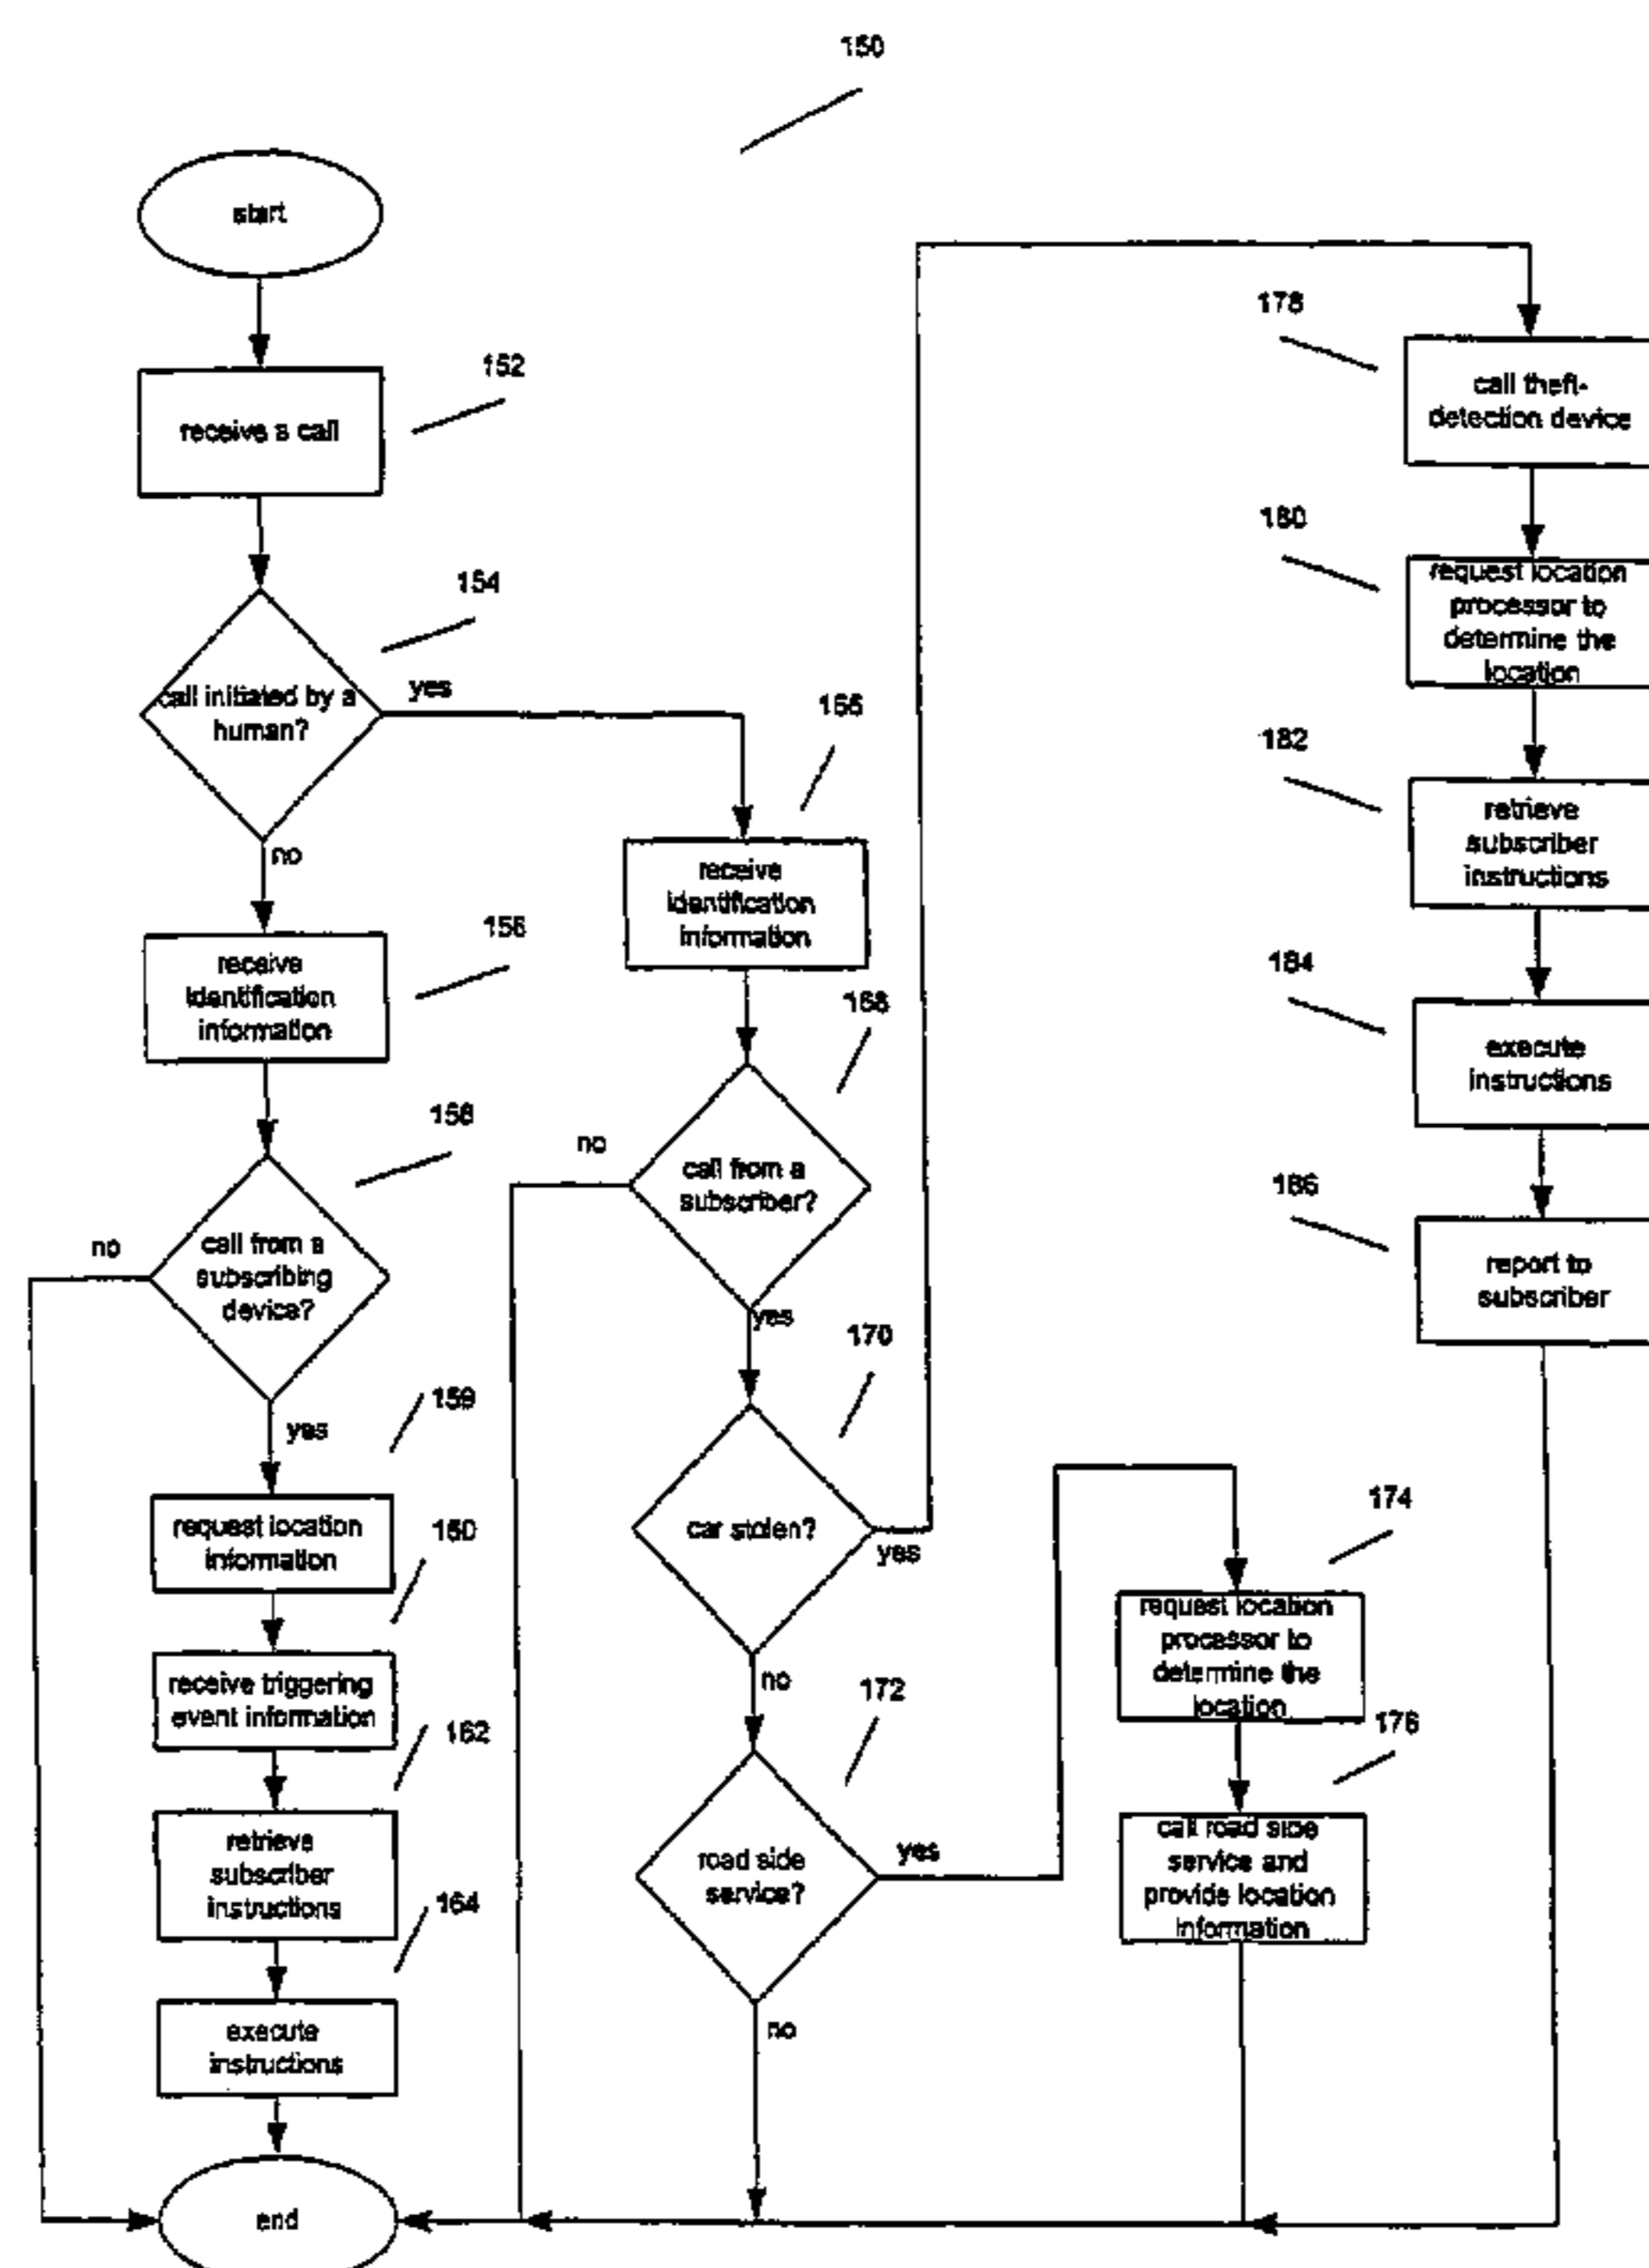 150
start
152
receive a call
154
call initiated by a
human?
yes
no
156
receive
identification
information
158
call from a
subscribing
device?
no
yes
159
request location
information
160
receive triggering
event information
162
retrieve
subscriber
instructions
164
execute
instructions
end
166
receive
identification
information
168
call from a
subscriber?
no
yes
170
car stolen?
yes
no
172
road side
service?
yes
no
174
request location
processor to
determine the
location
176
call road side
service and
provide location
information
178
call theft-
detection device
180
request location
processor to
determine the
location
182
retrieve
subscriber
instructions
184
execute
instructions
186
report to
subscriber